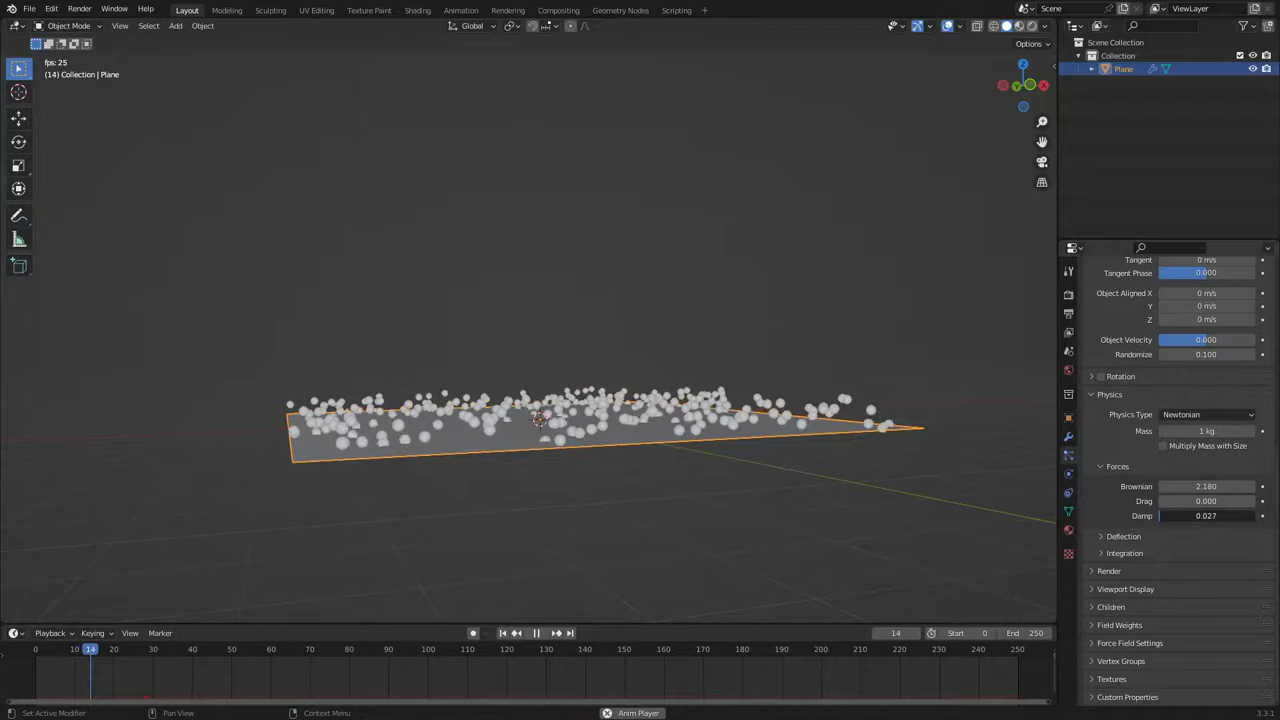 File Edit Render Window Help Layout Modeling Sculpting UV Editing Texture Paint Shading Animation Rendering Compositing Geometry Nodes Scripting Scene ViewLayer
Object Mode View Select Add Object Global
Options
fps: 25
(14) Collection | Plane
Z
Y
X
Scene Collection
Collection
Plane
Tangent 0 m/s
Tangent Phase 0.000
Object Aligned X 0 m/s
Y 0 m/s
Z 0 m/s
Object Velocity 0.000
Randomize 0.100
Rotation
Physics
Physics Type Newtonian
Mass 1 kg
Multiply Mass with Size
Forces
Brownian 2.180
Drag 0.000
Damp 0.027
Deflection
Integration
Render
Viewport Display
Children
Field Weights
Force Field Settings
Vertex Groups
Textures
Custom Properties
Playback Keying View Marker 14 Start 0 End 250
0 10 14 20 30 40 50 60 70 80 90 100 110 120 130 140 150 160 170 180 190 200 210 220 230 240 250
Set Active Modifier Pan View Context Menu Anim Player 3.3.1